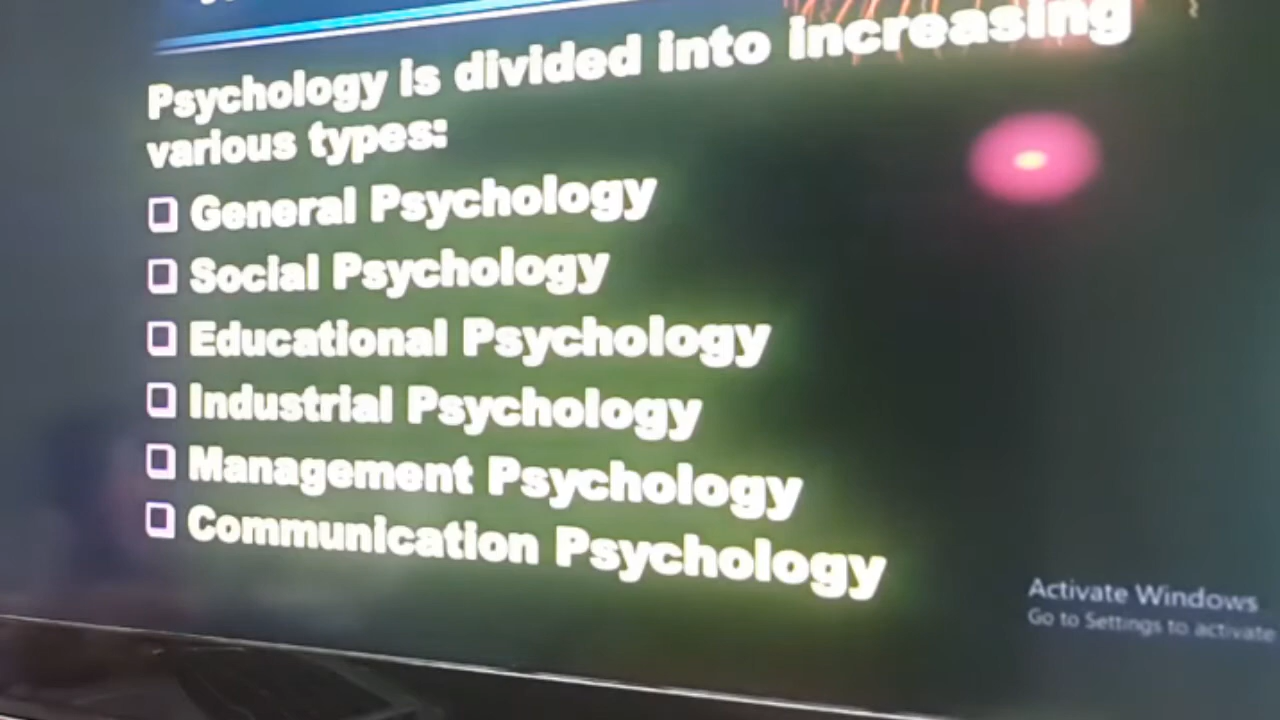 Psychology is divided into increasing
various types:
General Psychology
Social Psychology
Educational Psychology
Industrial Psychology
Management Psychology
Communication Psychology
Activate Windows
Go to Settings to activate